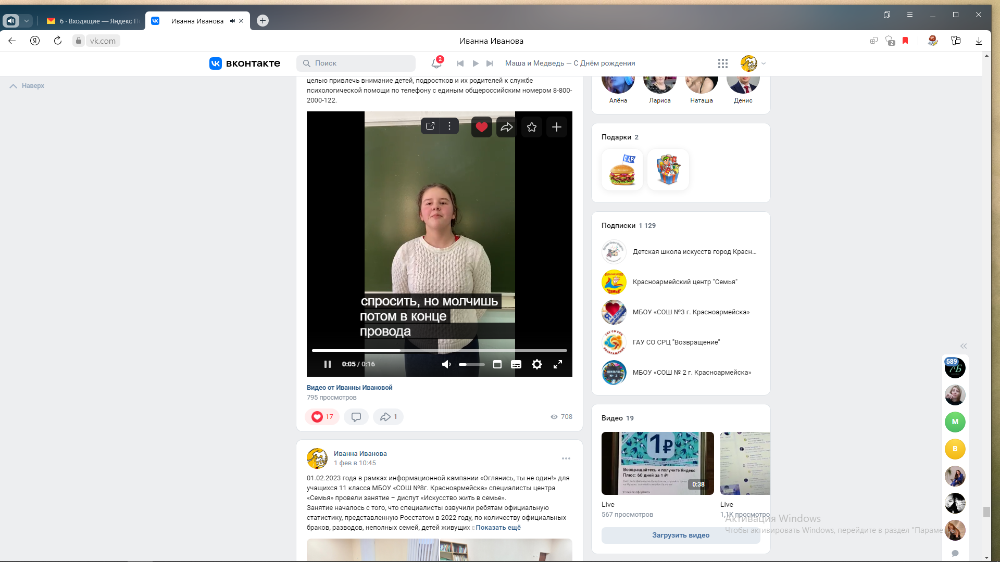 6 · Входящие — Яндекс П
Иванна Иванова
vk.com
Иванна Иванова
2
вконтакте
Поиск
2
Маша и Медведь — С Днём рождения
Наверх
целью привлечь внимание детей, подростков и их родителей к службе
психологической помощи по телефону с единым общероссийским номером 8-800-
2000-122.
спросить, но молчишь
потом в конце
провода
0:05 / 0:16
Видео от Иванны Ивановой
795 просмотров
17
1
708
Иванна Иванова
1 фев в 10:45
01.02.2023 года в рамках информационной кампании «Оглянись, ты не один!» для
учащихся 11 класса МБОУ «СОШ №8г. Красноармейска» специалисты центра
«Семья» провели занятие – диспут «Искусство жить в семье».
Занятие началось с того, что специалисты озвучили ребятам официальную
статистику, представленную Росстатом в 2022 году, по количеству официальных
браков, разводов, неполных семей, детей живущих в Показать ещё
Алёна
Лариса
Наташа
Денис
Подарки 2
Подписки 1 129
Детская школа искусств город Красн...
Красноармейский центр "Семья"
МБОУ «СОШ №3 г. Красноармейска»
ГАУ СО СРЦ "Возвращение"
МБОУ «СОШ № 2 г. Красноармейска»
Видео 19
1₽
Возвращайтесь и получите Яндекс
Плюс: 60 дней за 1 ₽!
0:38
Live
567 просмотров
Live
1,1K просмотро
Загрузить видео
589
7Б
М
В
Активация Windows
Чтобы активировать Windows, перейдите в раздел "Парамет